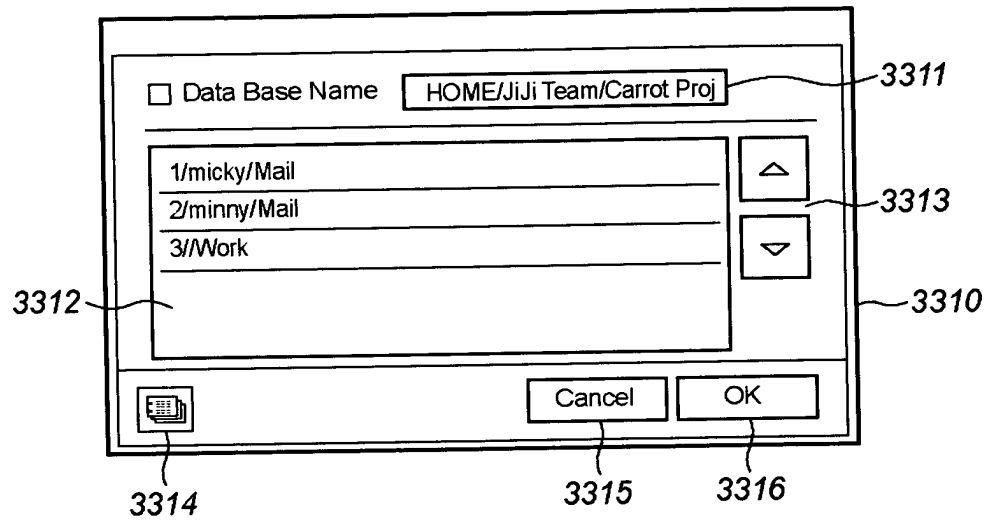 Data Base Name HOME/JiJi Team/Carrot Proj 3311
1/micky/Mail
2/minny/Mail
3313
3//Work
3312
3310
Cancel OK
3314
3315
3316